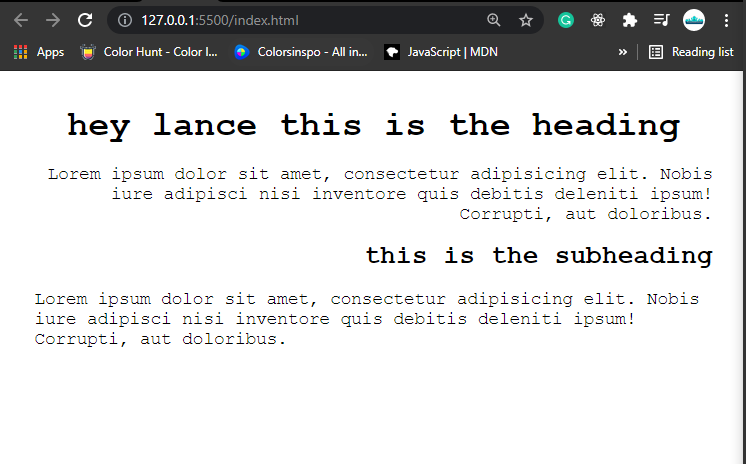 127.0.0.1:5500/index.html
Apps Color Hunt - Color I... Colorsinspo - All in... JavaScript | MDN » Reading list
hey lance this is the heading
Lorem ipsum dolor sit amet, consectetur adipisicing elit. Nobis
iure adipisci nisi inventore quis debitis deleniti ipsum!
Corrupti, aut doloribus.
this is the subheading
Lorem ipsum dolor sit amet, consectetur adipisicing elit. Nobis
iure adipisci nisi inventore quis debitis deleniti ipsum!
Corrupti, aut doloribus.